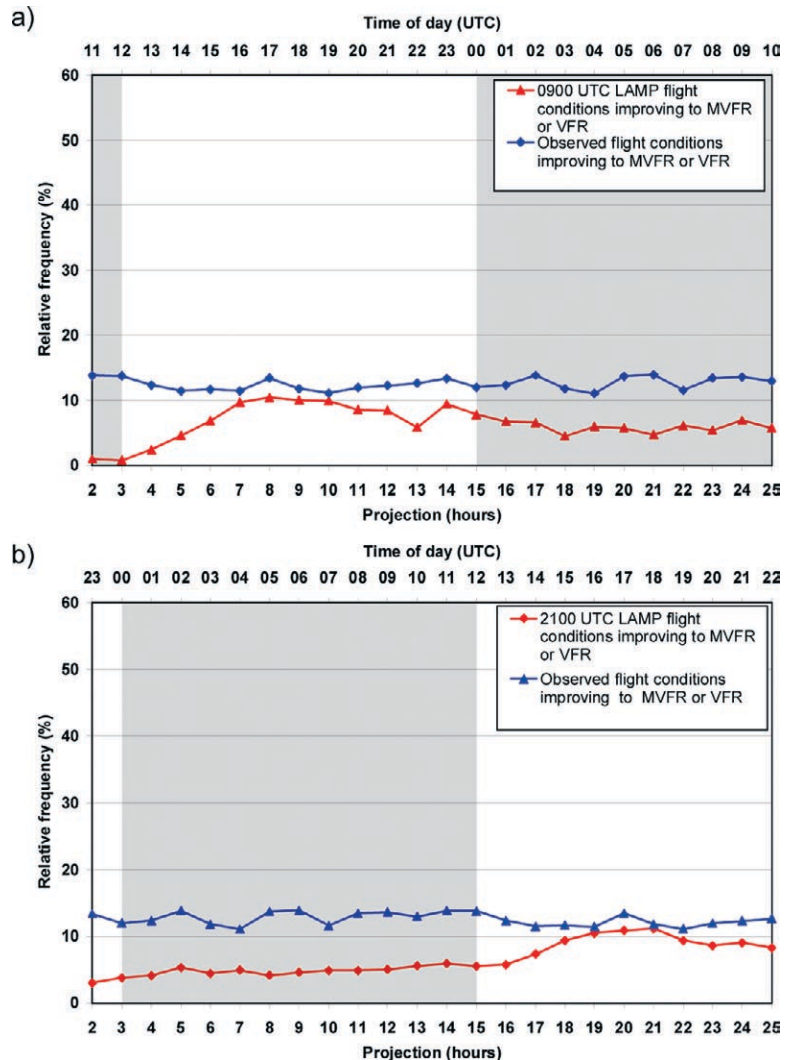 a)
Time of day (UTC)
11 12 13 14 15 16 17 18 19 20 21 22 23 00 01 02 03 04 05 06 07 08 09 10
60
50
40
30
20
10
0
Relative frequency (%)
0900 UTC LAMP flight
conditions improving to MVFR
or VFR
Observed flight conditions
improving to MVFR or VFR
2 3 4 5 6 7 8 9 10 11 12 13 14 15 16 17 18 19 20 21 22 23 24 25
Projection (hours)
b)
Time of day (UTC)
23 00 01 02 03 04 05 06 07 08 09 10 11 12 13 14 15 16 17 18 19 20 21 22
60
50
40
30
20
10
0
Relative frequency (%)
2100 UTC LAMP flight
conditions improving to MVFR
or VFR
Observed flight conditions
improving to MVFR or VFR
2 3 4 5 6 7 8 9 10 11 12 13 14 15 16 17 18 19 20 21 22 23 24 25
Projection (hours)